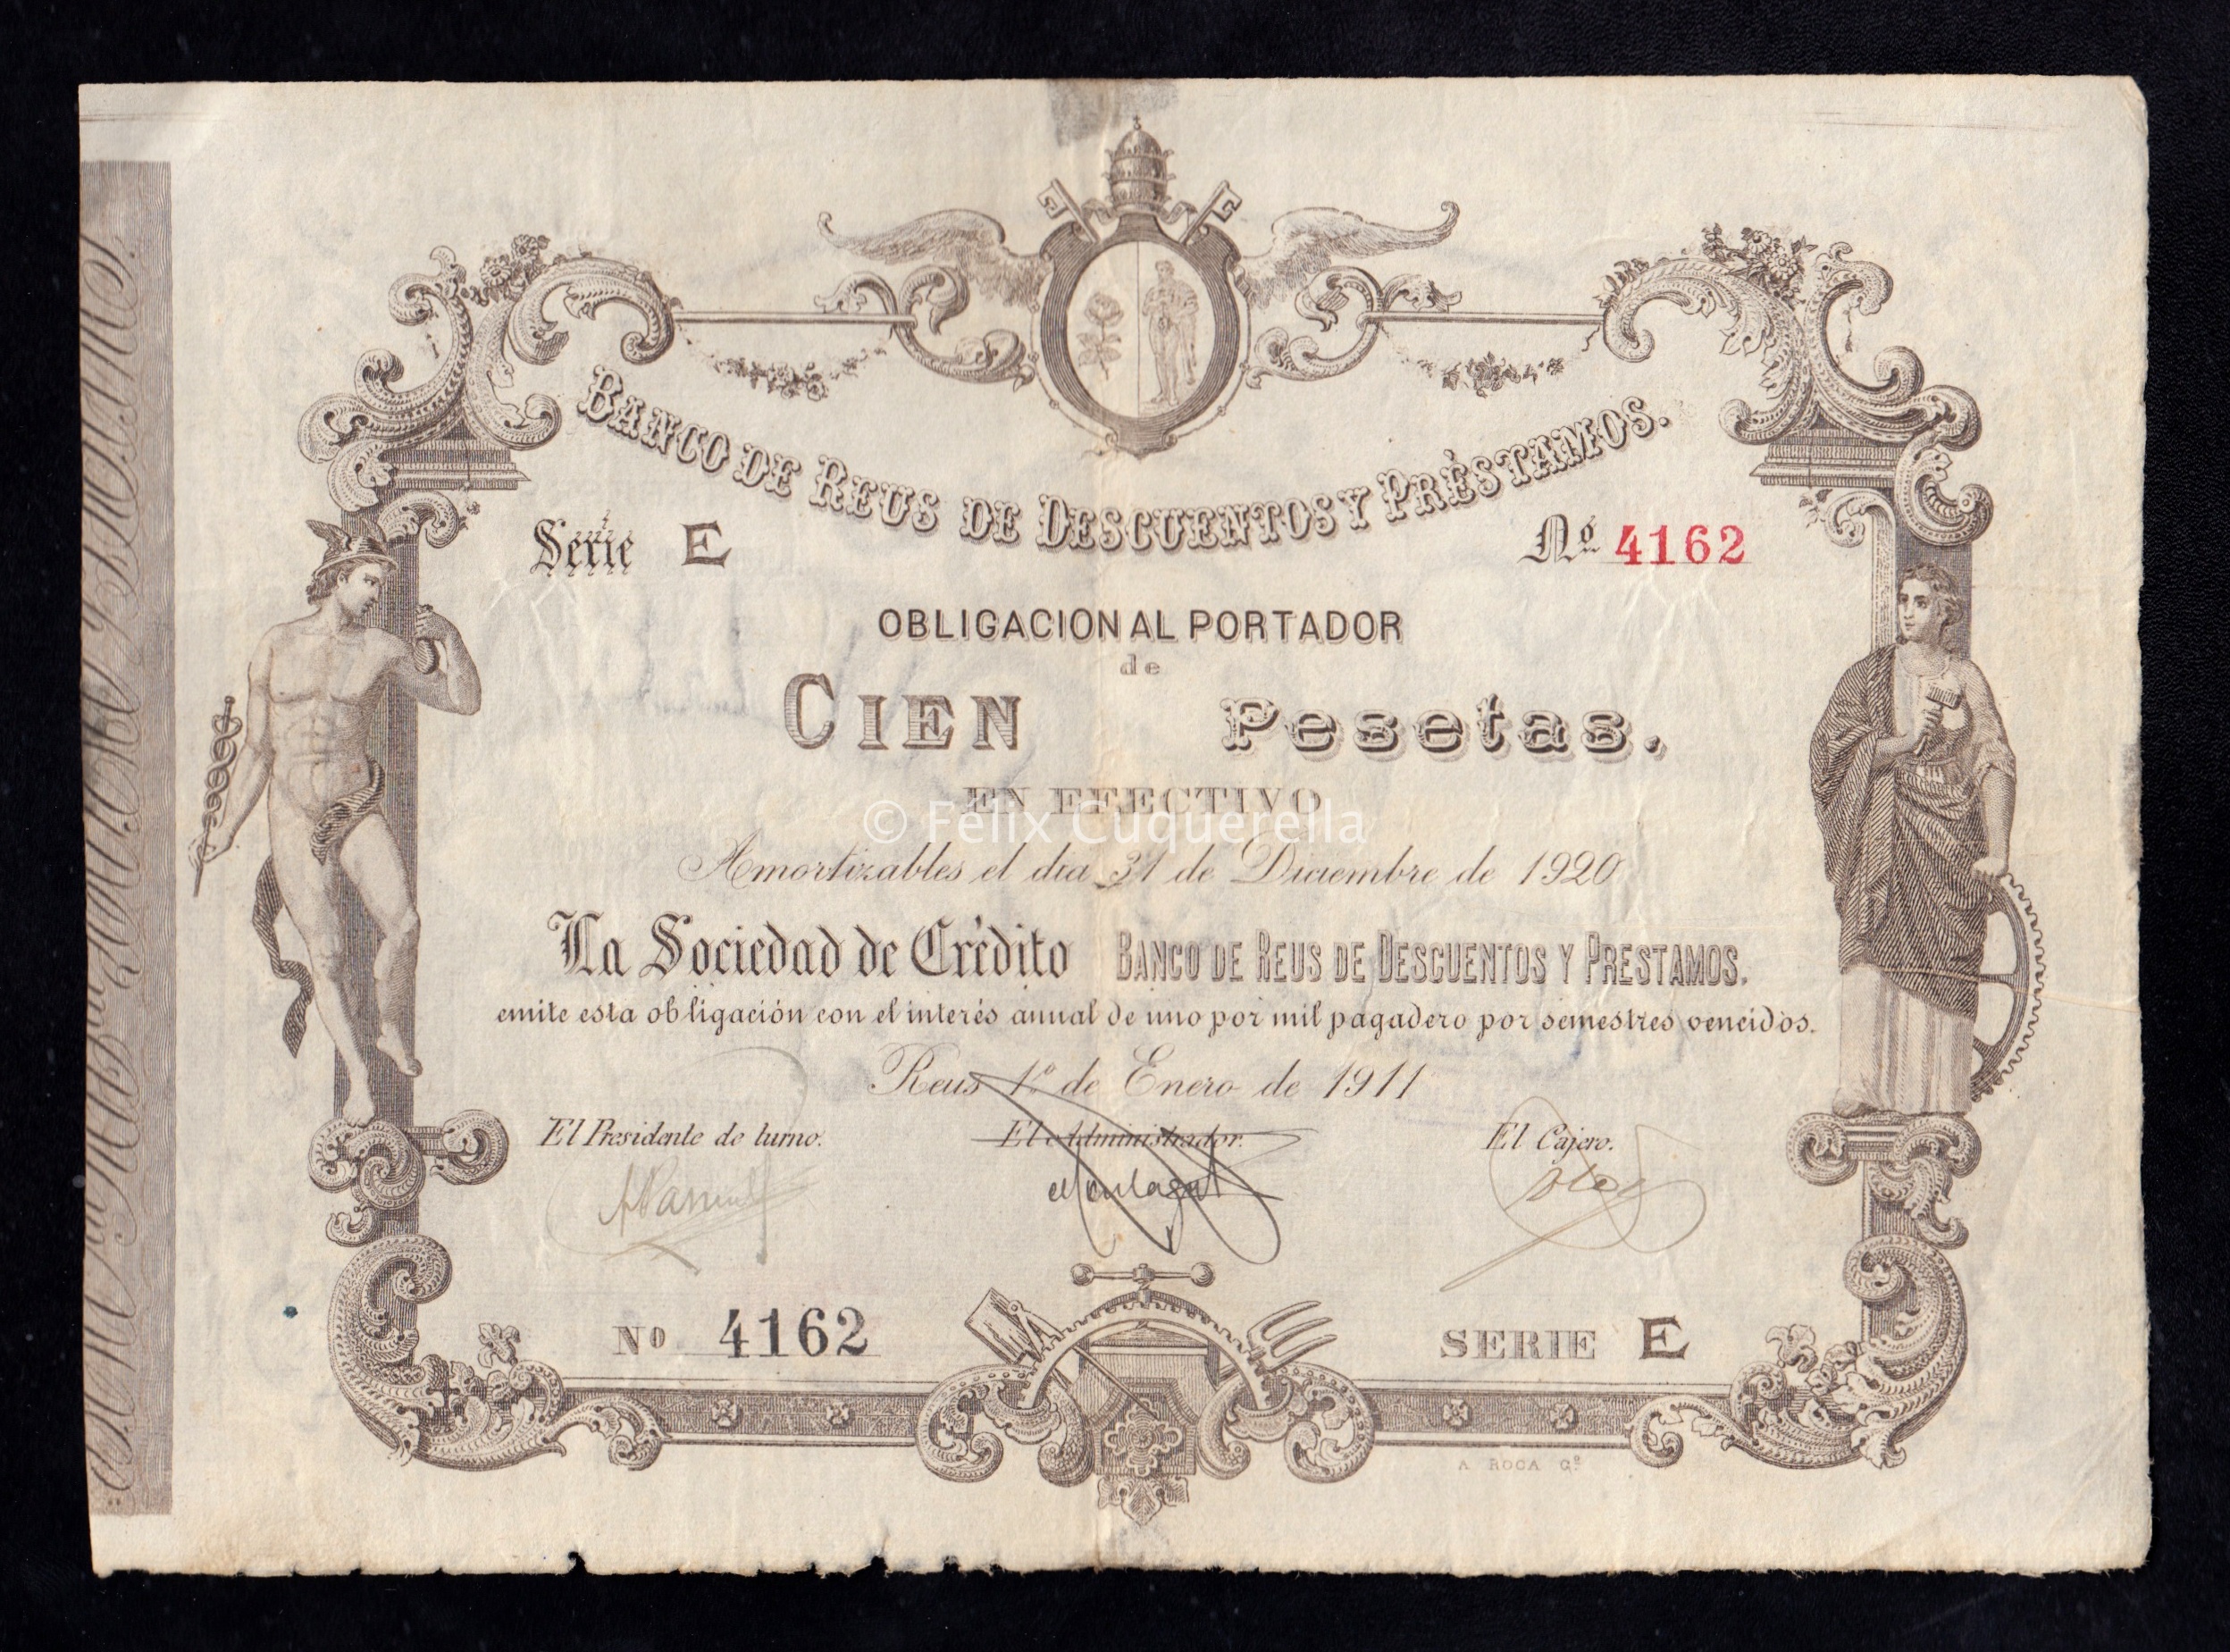 BANCO DE REUS DE DESCUENTOS Y PRÉSTAMOS.
Serie E
Nº 4162
OBLIGACION AL PORTADOR
de
CIEN Pesetas.
EN EFECTIVO
© Félix Cuquerella
Amortizables el dia 31 de Diciembre de 1920
La Sociedad de Crédito BANCO DE REUS DE DESCUENTOS Y PRESTAMOS.
emite esta obligación con el interés anual de uno por mil pagadero por semestres vencidos.
Reus 1º de Enero de 1911
El Presidente de turno.
El Administrador.
El Cajero.
Nº 4162
SERIE E
A ROCA Gº